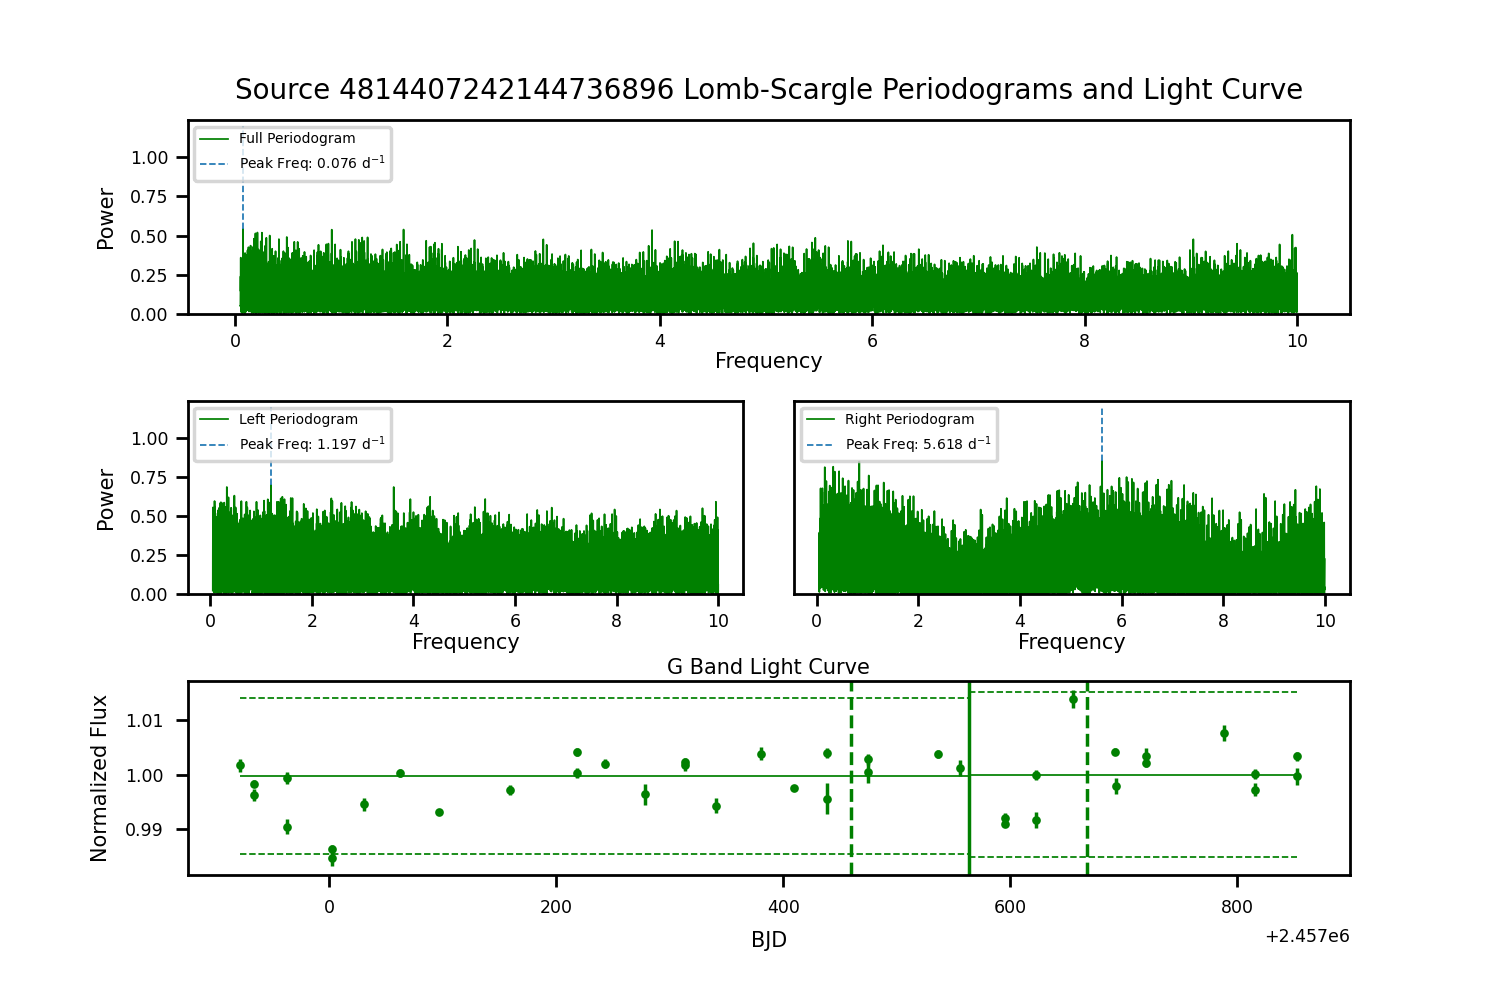 Source 4814407242144736896 Lomb-Scargle Periodograms and Light Curve
Full Periodogram
Peak Freq: 0.076 d⁻¹
Power
1.00
0.75
0.50
0.25
0.00
0 2 4 6 8 10
Frequency
Left Periodogram
Peak Freq: 1.197 d⁻¹
Power
1.00
0.75
0.50
0.25
0.00
0 2 4 6 8 10
Frequency
Right Periodogram
Peak Freq: 5.618 d⁻¹
0 2 4 6 8 10
Frequency
G Band Light Curve
Normalized Flux
1.01
1.00
0.99
0 200 400 600 800
BJD
+2.457e6